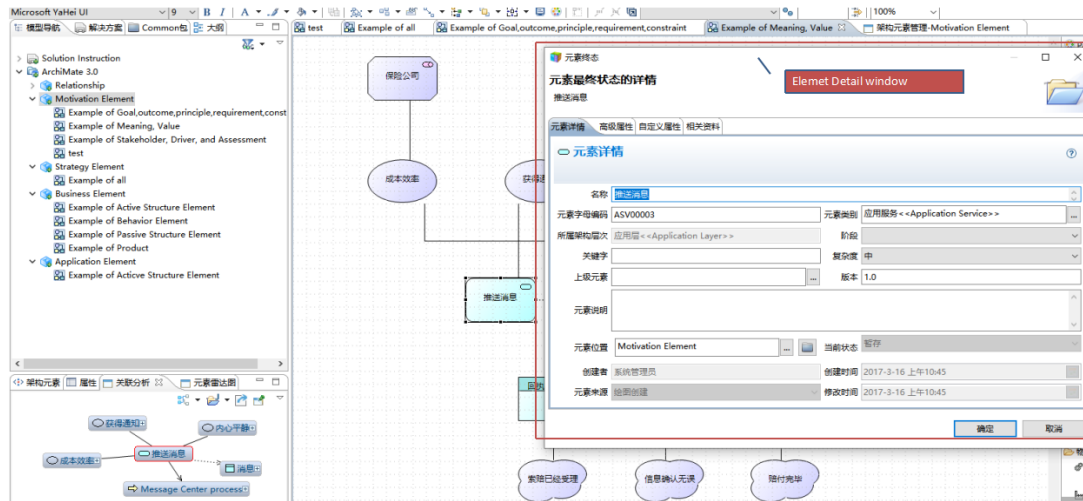 Microsoft YaHei UI
9
B I A
100%
模型导航 解决方案 Common包 大纲
test
Example of all
Example of Goal,outcome,principle,requirement,constraint
Example of Meaning, Value
架构元素管理-Motivation Element
Solution Instruction
ArchiMate 3.0
Relationship
Motivation Element
Example of Goal,outcome,principle,requirement,const
Example of Meaning, Value
Example of Stakeholder, Driver, and Assessment
test
Strategy Element
Example of all
Business Element
Example of Active Structure Element
Example of Behavior Element
Example of Passive Structure Element
Example of Product
Application Element
Example of Acticve Structure Element
架构元素 属性 关联分析 元素雷达图
获得通知
内心平静
推送消息
成本效率
消息
Message Center process
保险公司
成本效率
推送消息
索赔已经受理
信息确认无误
赔付完毕
元素终态
元素最终状态的详情
推送消息
Elemet Detail window
元素详情 高级属性 自定义属性 相关资料
元素详情
名称 推送消息
元素字母编码 ASV00003 元素类别 应用服务<<Application Service>> ...
所属架构层次 应用层<<Application Layer>> 阶段
关键字 复杂度 中
上级元素 ... 版本 1.0
元素说明
元素位置 Motivation Element ... 当前状态 暂存
创建者 系统管理员 创建时间 2017-3-16 上午10:45
元素来源 绘图创建 修改时间 2017-3-16 上午10:45
确定 取消